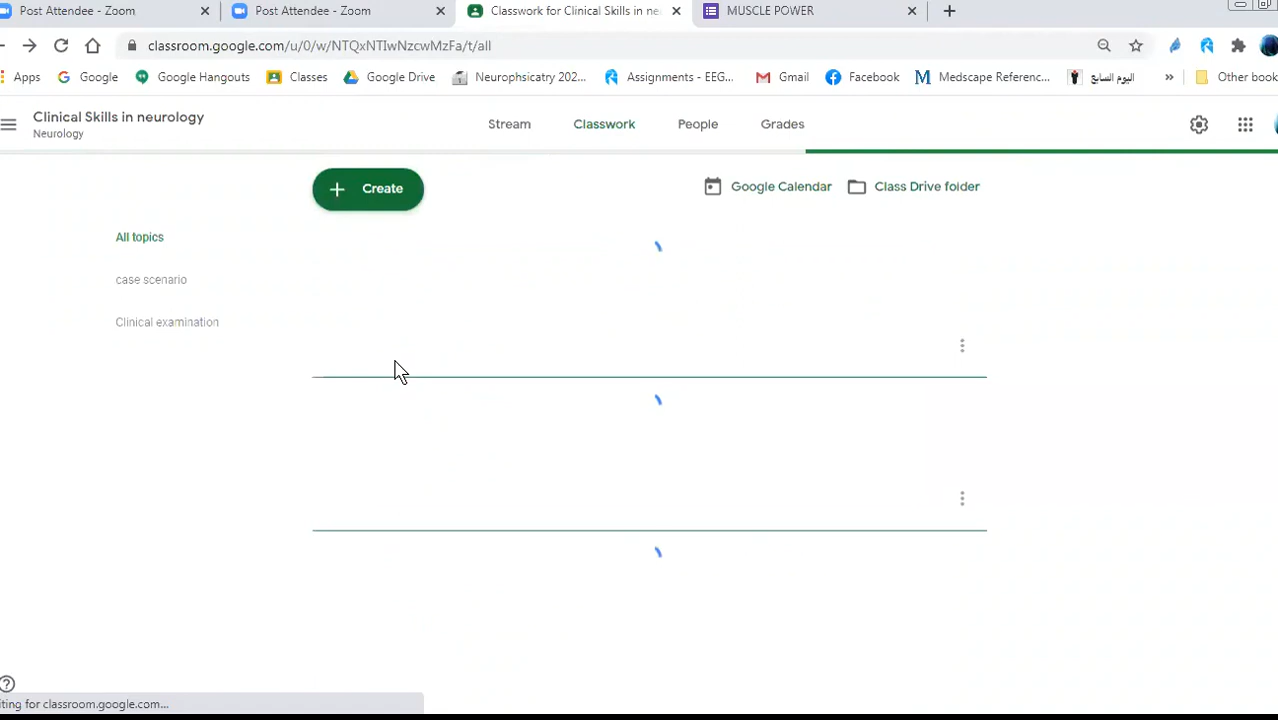 Post Attendee - Zoom
Post Attendee - Zoom
Classwork for Clinical Skills in ne
MUSCLE POWER
classroom.google.com/u/0/w/NTQxNTIwNzcwMzFa/t/all
Apps
Google
Google Hangouts
Classes
Google Drive
Neurophsicatry 202...
Assignments - EEG...
Gmail
Facebook
Medscape Referenc...
اليوم السابع
»
Other book
Clinical Skills in neurology
Neurology
Stream
Classwork
People
Grades
Create
Google Calendar
Class Drive folder
All topics
case scenario
Clinical examination
iting for classroom.google.com...